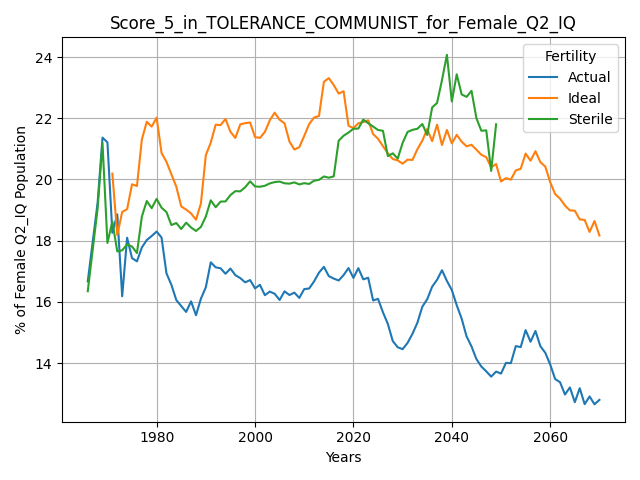 Score_5_in_TOLERANCE_COMMUNIST_for_Female_Q2_IQ
% of Female Q2_IQ Population
24
22
20
18
16
14
Fertility
Actual
Ideal
Sterile
1980
2000
2020
2040
2060
Years